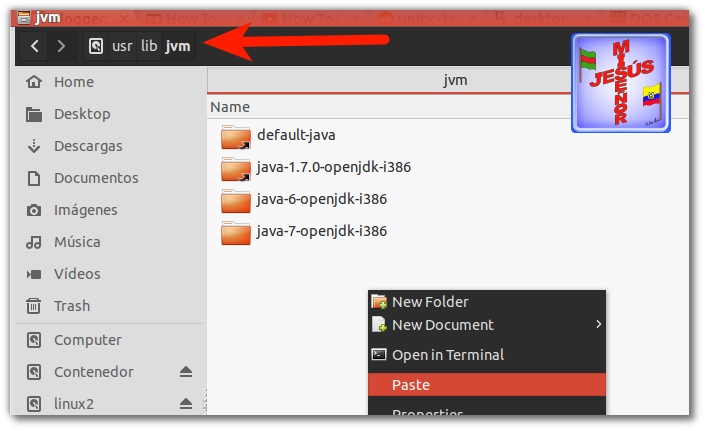 jvm
usr lib jvm
Home
Desktop
Descargas
Documentos
Imágenes
Música
Vídeos
Trash
Computer
Contenedor
linux2
jvm
Name
default-java
java-1.7.0-openjdk-i386
java-6-openjdk-i386
java-7-openjdk-i386
New Folder
New Document
Open in Terminal
Paste
Properties
JESÚS
MI SEÑOR